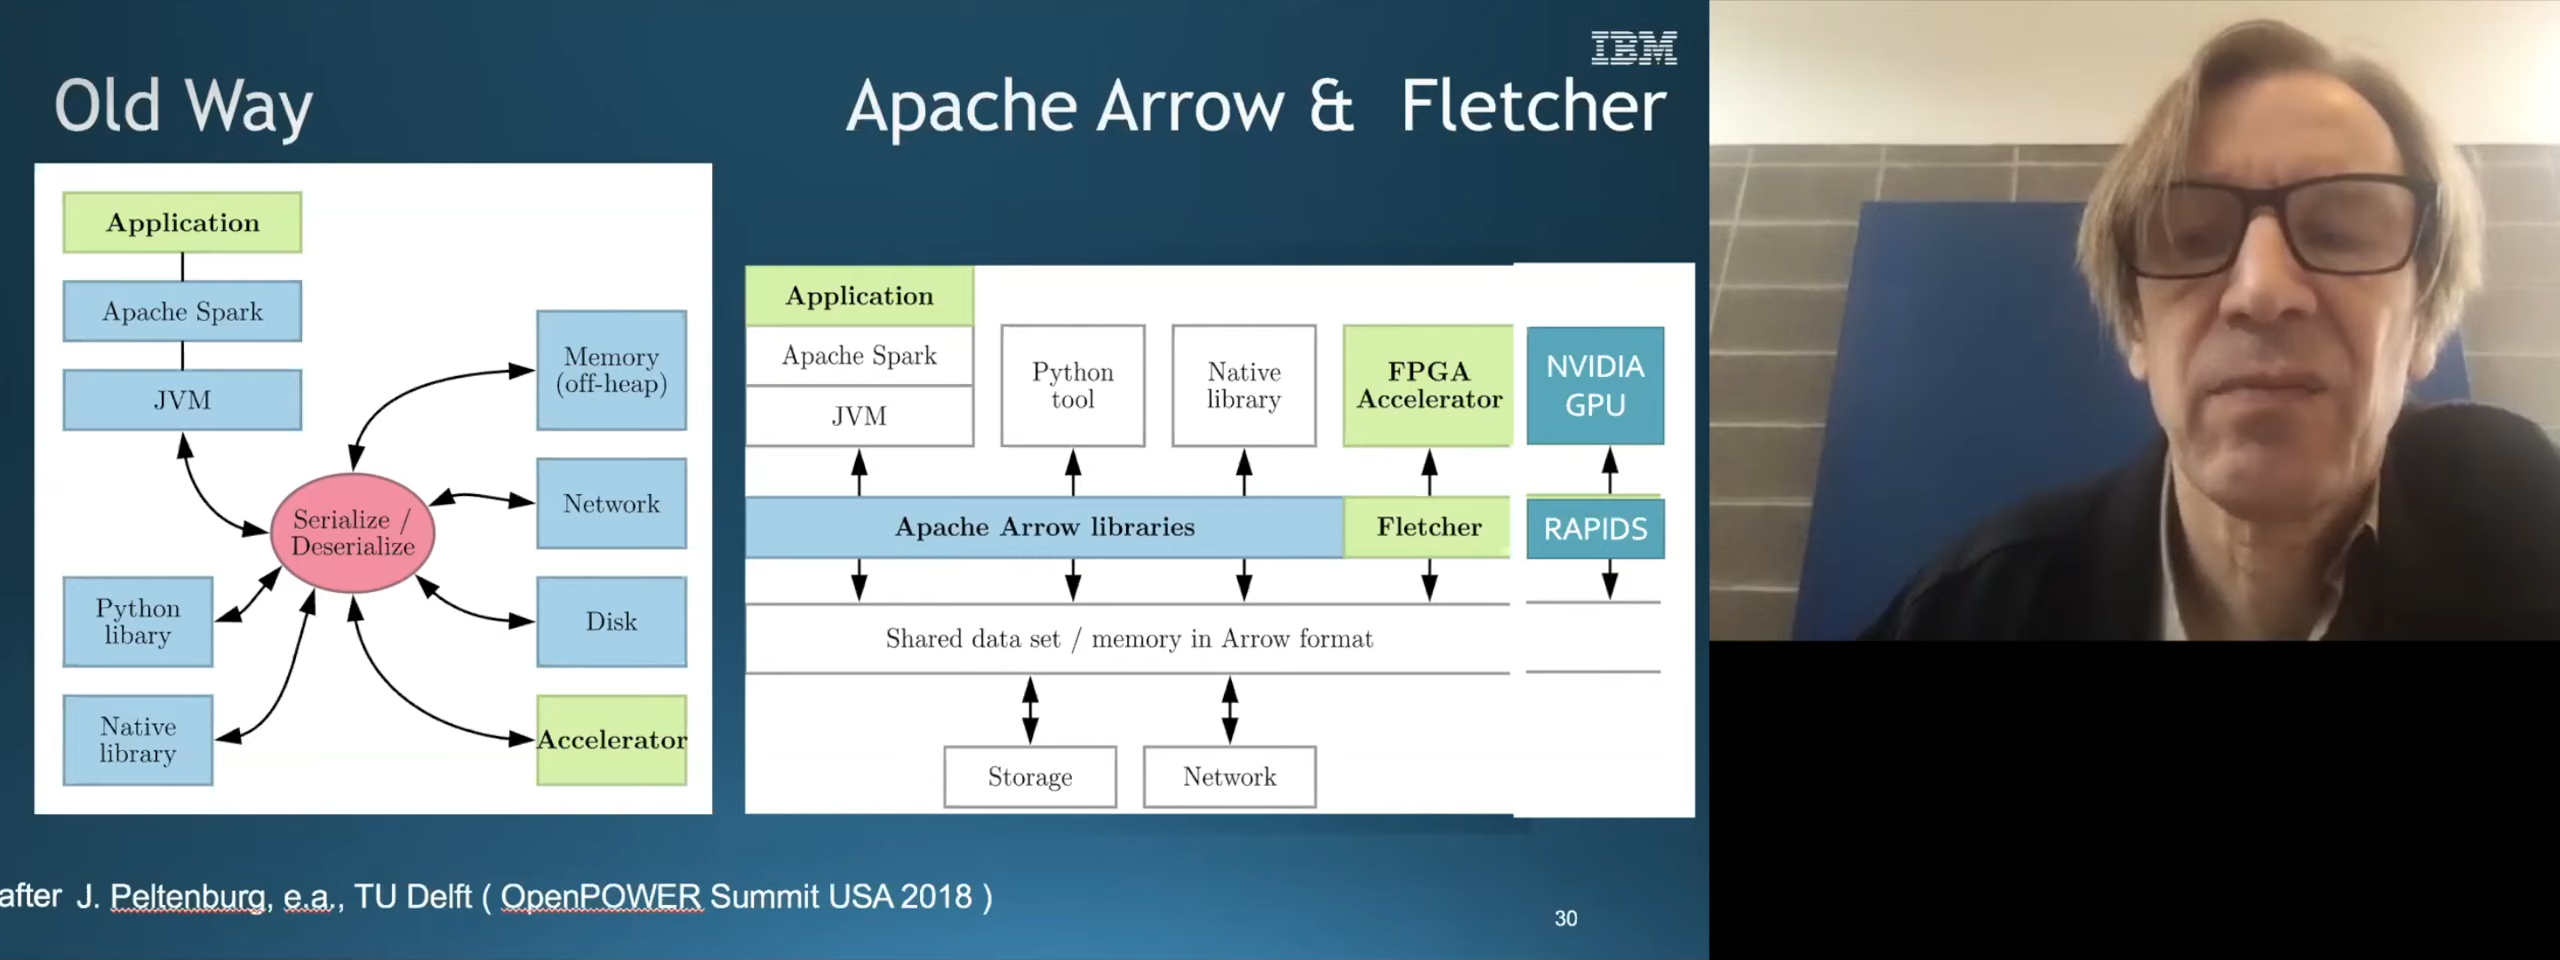 IBM
Old Way
Apache Arrow & Fletcher
Application
Apache Spark
JVM
Memory
(off-heap)
Network
Serialize /
Deserialize
Python
libary
Disk
Native
library
Accelerator
Application
Apache Spark
JVM
Python
tool
Native
library
FPGA
Accelerator
NVIDIA
GPU
Apache Arrow libraries
Fletcher
RAPIDS
Shared data set / memory in Arrow format
Storage
Network
after J. Peltenburg, e.a., TU Delft ( OpenPOWER Summit USA 2018 )
30